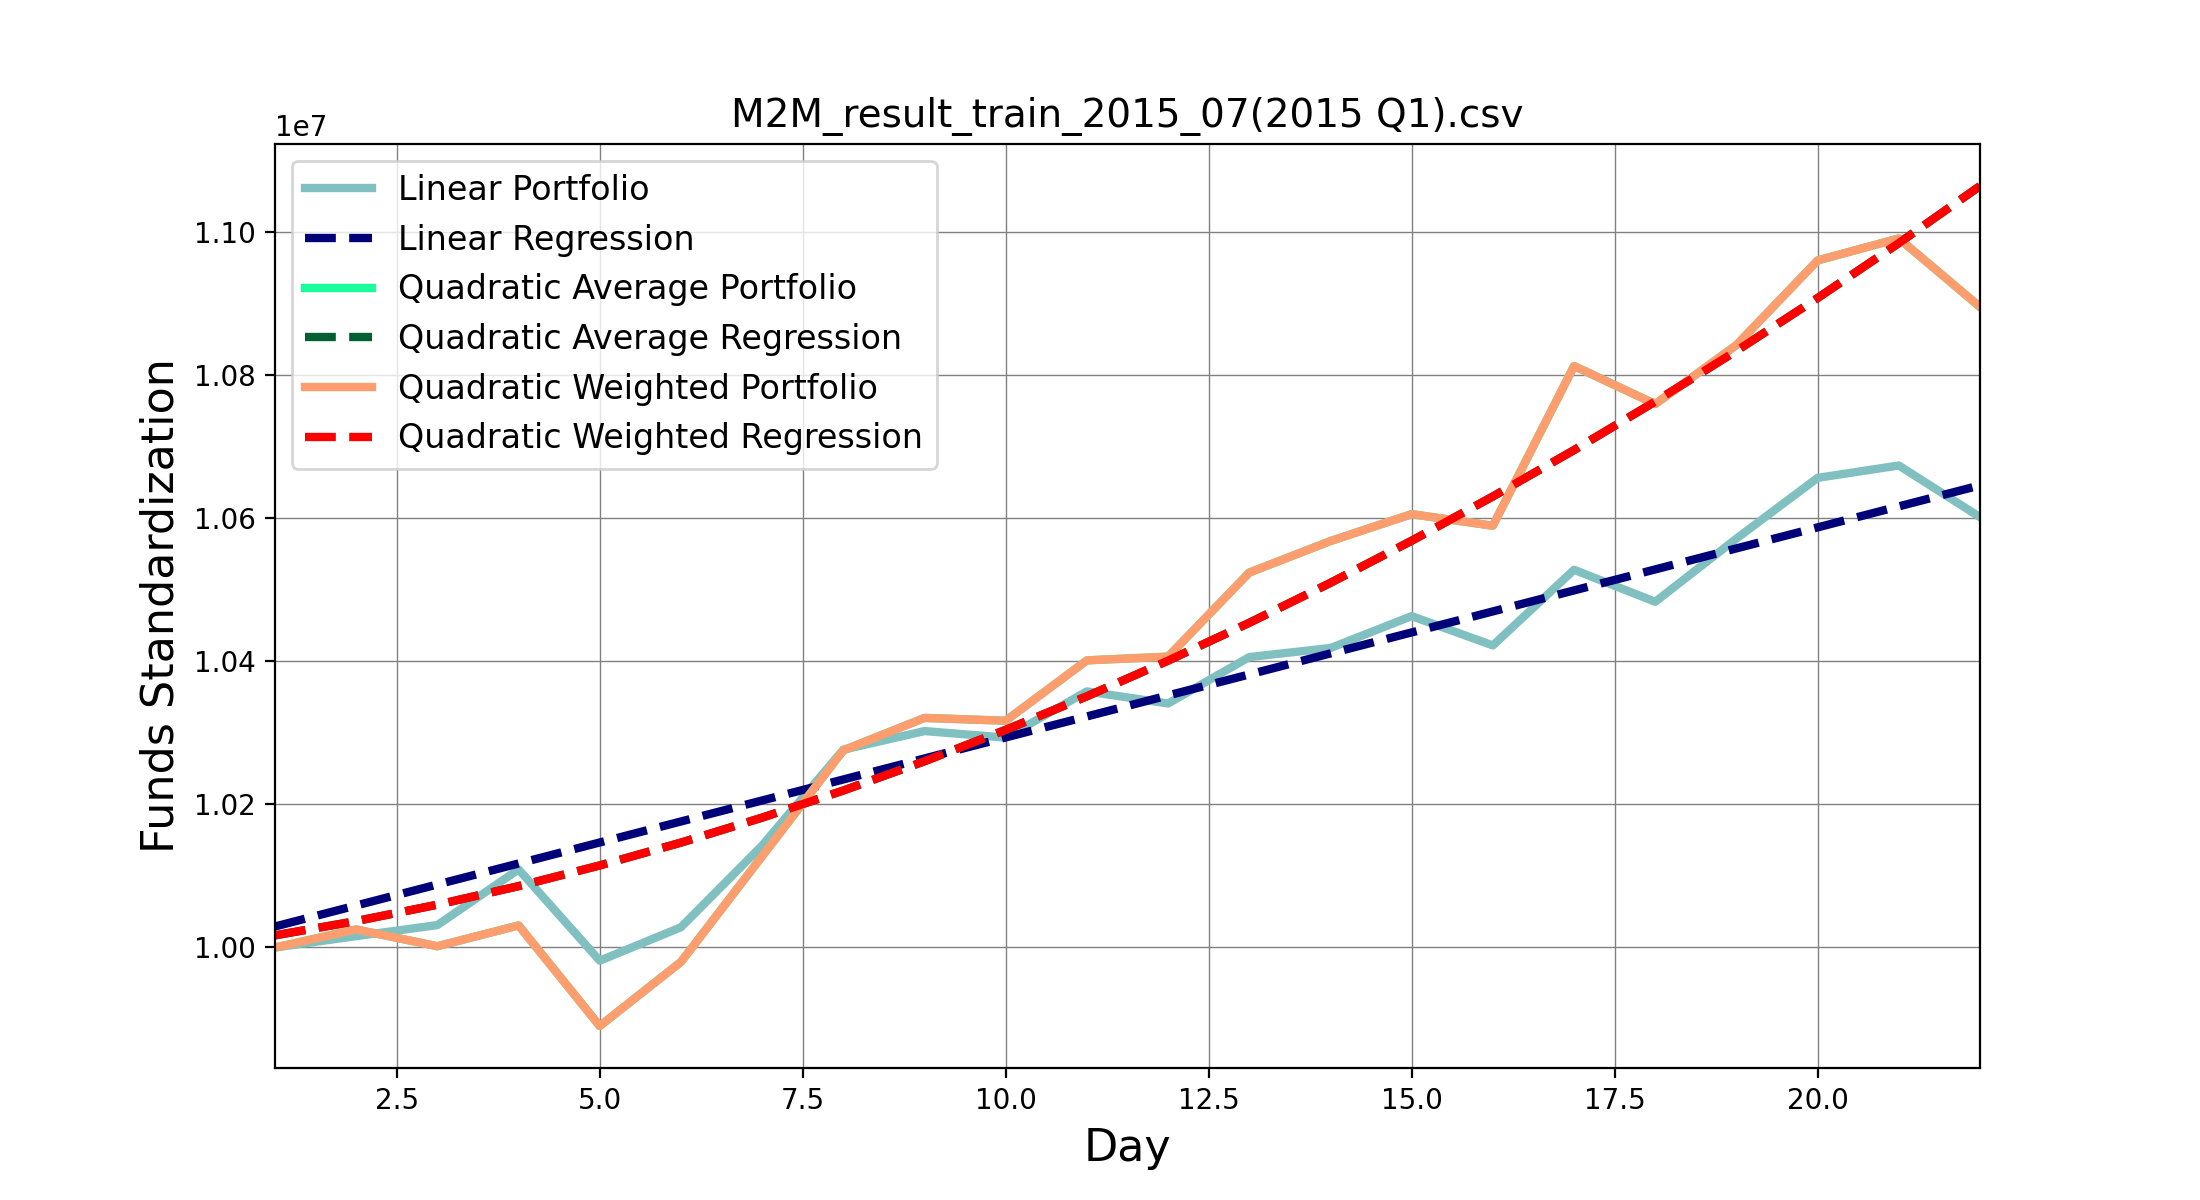 M2M_result_train_2015_07(2015 Q1).csv
1e7
Linear Portfolio
Linear Regression
Quadratic Average Portfolio
Quadratic Average Regression
Quadratic Weighted Portfolio
Quadratic Weighted Regression
1.10
1.08
1.06
1.04
1.02
1.00
Funds Standardization
2.5 5.0 7.5 10.0 12.5 15.0 17.5 20.0
Day